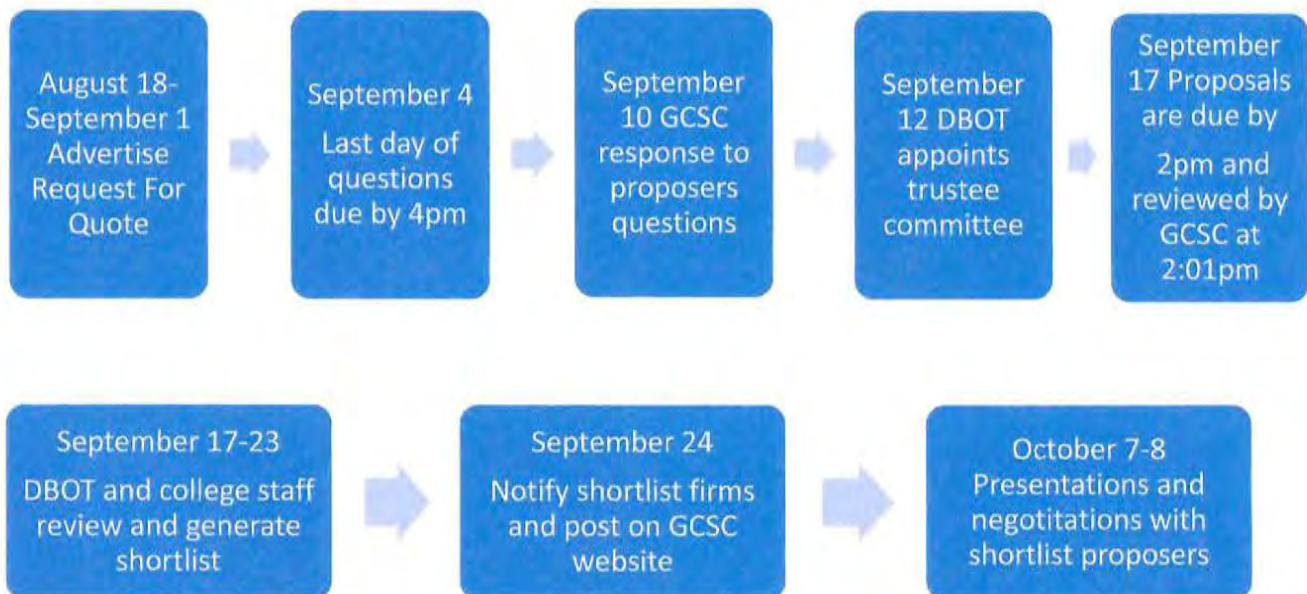 August 18-
September 1
Advertise
Request For
Quote
September 4
Last day of
questions
due by 4pm
September
10 GCSC
response to
proposers
questions
September
12 DBOT
appoints
trustee
committee
September
17 Proposals
are due by
2pm and
reviewed by
GCSC at
2:01pm
September 17-23
DBOT and college staff
review and generate
shortlist
September 24
Notify shortlist firms
and post on GCSC
website
October 7-8
Presentations and
negotitations with
shortlist proposers